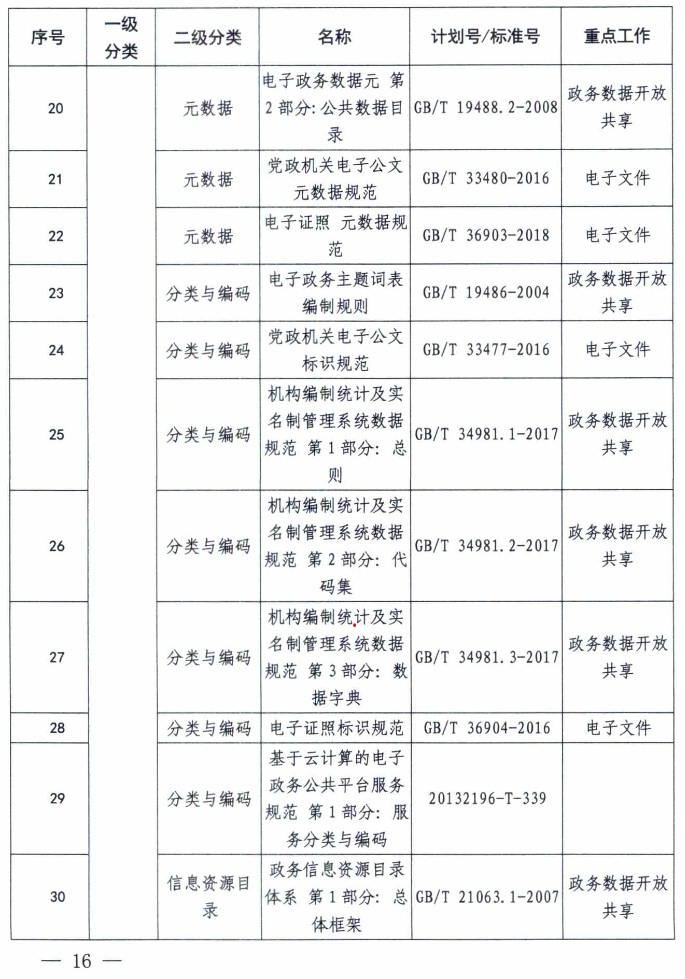 序号 一级 二级分类 名称 计划号/标准号 重点工作
分类
20 元数据 电子政务数据元 第 GB/T 19488.2-2008 政务数据开放
2部分:公共数据目 共享
录
21 元数据 党政机关电子公文 GB/T 33480-2016 电子文件
元数据规范
22 元数据 电子证照 元数据规 GB/T 36903-2018 电子文件
范
23 分类与编码 电子政务主题词表 GB/T 19486-2004 政务数据开放
编制规则 共享
24 分类与编码 党政机关电子公文 GB/T 33477-2016 电子文件
标识规范
25 分类与编码 机构编制统计及实 GB/T 34981.1-2017 政务数据开放
名制管理系统数据 共享
规范 第1部分: 总
则
26 分类与编码 机构编制统计及实 GB/T 34981.2-2017 政务数据开放
名制管理系统数据 共享
规范 第2部分: 代
码集
27 分类与编码 机构编制统计及实 GB/T 34981.3-2017 政务数据开放
名制管理系统数据 共享
规范 第3部分: 数
据字典
28 分类与编码 电子证照标识规范 GB/T 36904-2016 电子文件
29 分类与编码 基于云计算的电子 20132196-T-339
政务公共平台服务
规范 第1部分: 服
务分类与编码
30 信息资源目 政务信息资源目录 GB/T 21063.1-2007 政务数据开放
录 体系 第1部分: 总 共享
体框架
— 16 —